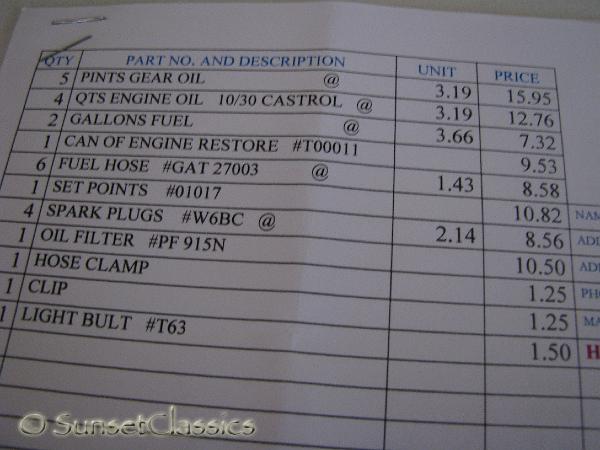 QTY PART NO. AND DESCRIPTION UNIT PRICE
5 PINTS GEAR OIL @ 3.19 15.95
4 QTS ENGINE OIL 10/30 CASTROL @ 3.19 12.76
2 GALLONS FUEL @ 3.66 7.32
1 CAN OF ENGINE RESTORE #T00011 9.53
6 FUEL HOSE #GAT 27003 @ 1.43 8.58
1 SET POINTS #01017 10.82 NAM
4 SPARK PLUGS #W6BC @ 2.14 8.56
1 OIL FILTER #PF 915N 10.50
1 HOSE CLAMP 1.25
1 CLIP 1.25 MA
1 LIGHT BULT #T63 1.50 H
© SunsetClassics